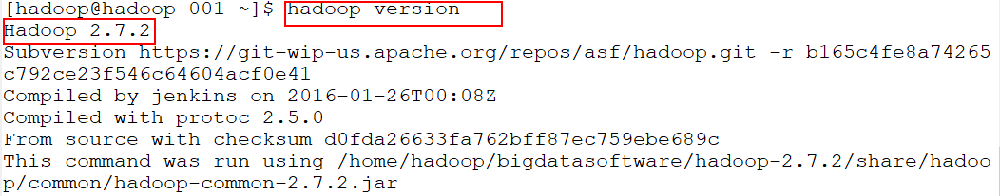 [hadoop@hadoop-001 ~]$ hadoop version
Hadoop 2.7.2
Subversion https://git-wip-us.apache.org/repos/asf/hadoop.git -r b165c4fe8a74265
c792ce23f546c64604acf0e41
Compiled by jenkins on 2016-01-26T00:08Z
Compiled with protoc 2.5.0
From source with checksum d0fda26633fa762bff87ec759ebe689c
This command was run using /home/hadoop/bigdatasoftware/hadoop-2.7.2/share/hadoo
p/common/hadoop-common-2.7.2.jar